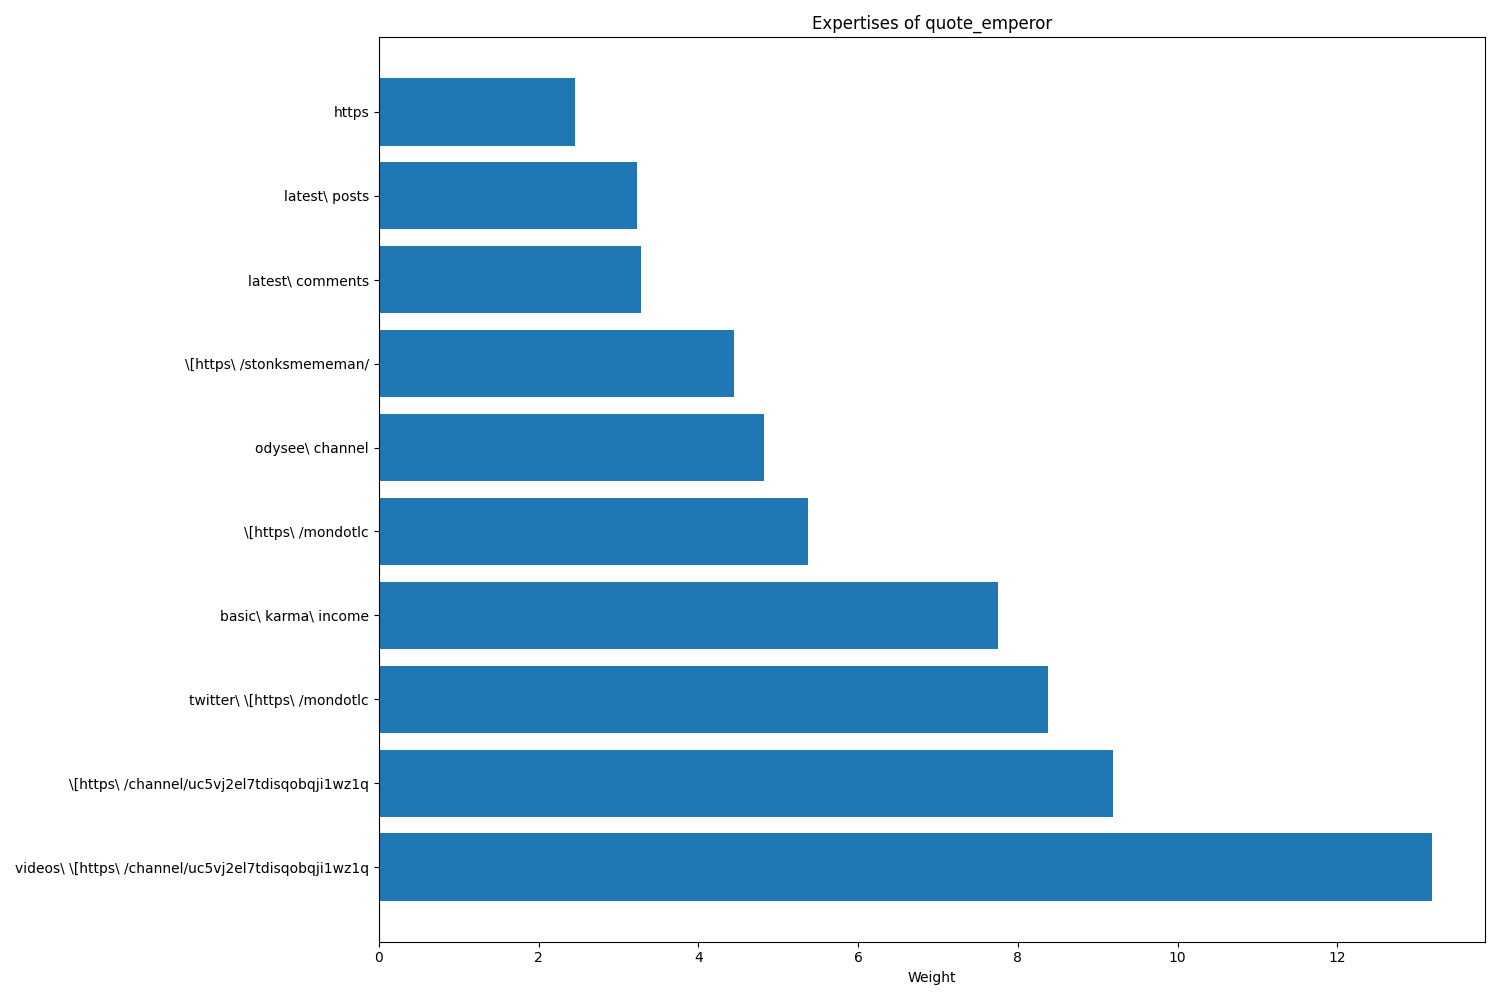 Expertises of quote_emperor
https
latest\ posts
latest\ comments
\[https\ /stonksmememan/
odysee\ channel
\[https\ /mondotlc
basic\ karma\ income
twitter\ \[https\ /mondotlc
\[https\ /channel/uc5vj2el7tdisqobqji1wz1q
videos\ \[https\ /channel/uc5vj2el7tdisqobqji1wz1q
0 2 4 6 8 10 12
Weight